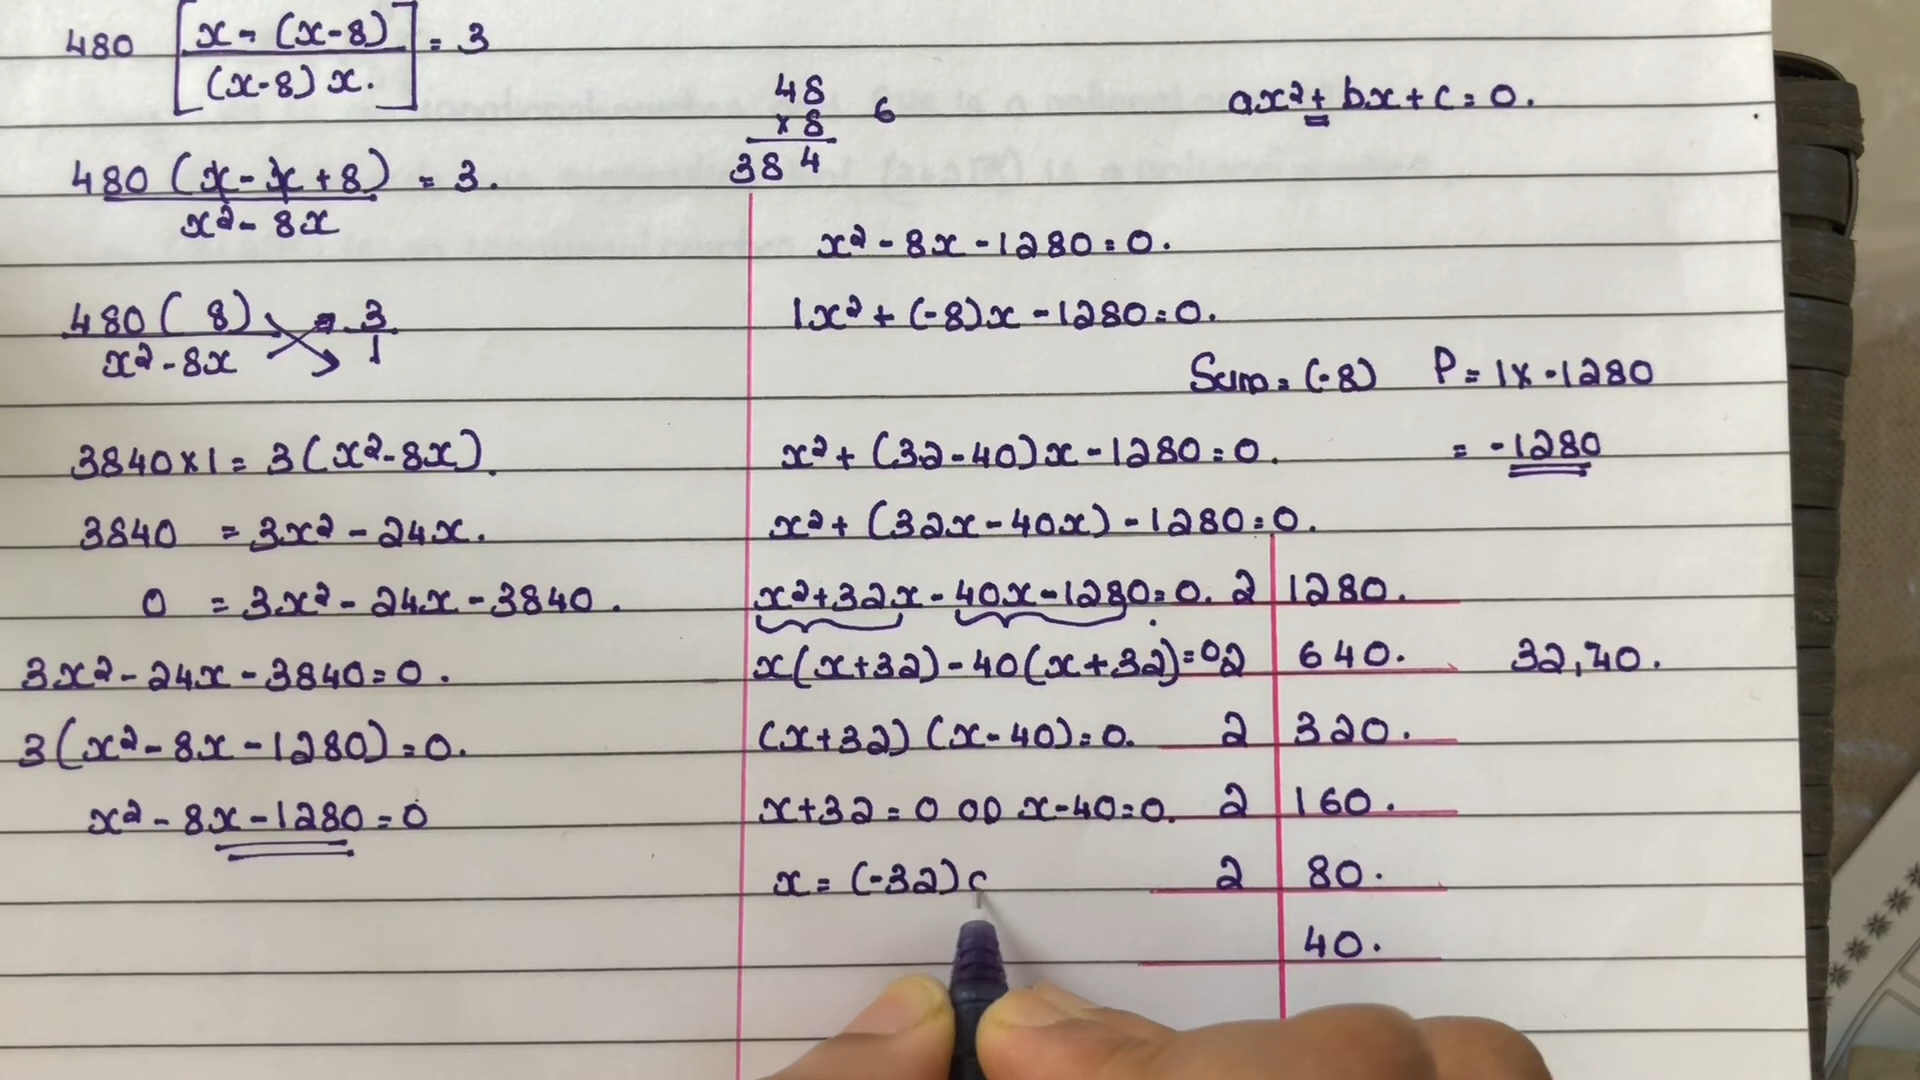 480 [x - (x-8) / (x-8) x.] = 3
480 (x - x + 8) / x² - 8x = 3.
480 ( 8) / x² - 8x = 3 / 1
3840 x 1 = 3 (x² - 8x).
3840 = 3x² - 24x.
0 = 3x² - 24x - 3840.
3x² - 24x - 3840 = 0.
3(x² - 8x - 1280) = 0.
x² - 8x - 1280 = 0
48 6
x 8
384
ax² + bx + c = 0.
x² - 8x - 1280 = 0.
1x² + (-8)x - 1280 = 0.
Sum = (-8) P = 1x -1280
= -1280
x² + (32 - 40)x - 1280 = 0.
x² + (32x - 40x) - 1280 = 0.
x² + 32x - 40x - 1280 = 0.
x(x + 32) - 40(x + 32) = 0
(x + 32) (x - 40) = 0.
x + 32 = 0 or x - 40 = 0.
x = (-32)
2 1280.
2 640. 32, 40.
2 320.
2 160.
2 80.
40.